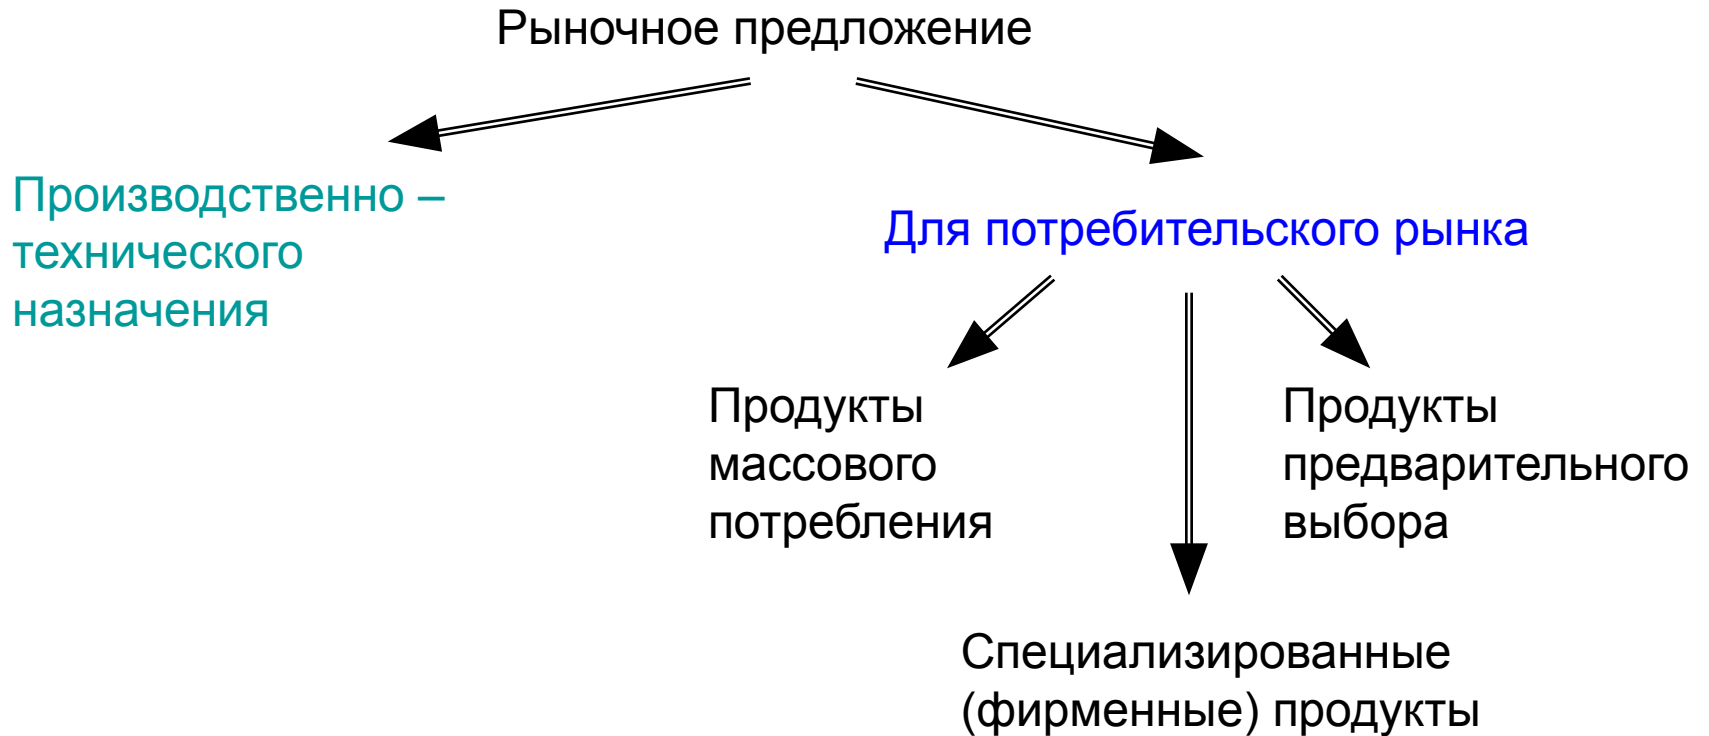 Рыночное предложение
Производственно –
технического
назначения
Для потребительского рынка
Продукты
массового
потребления
Продукты
предварительного
выбора
Специализированные
(фирменные) продукты